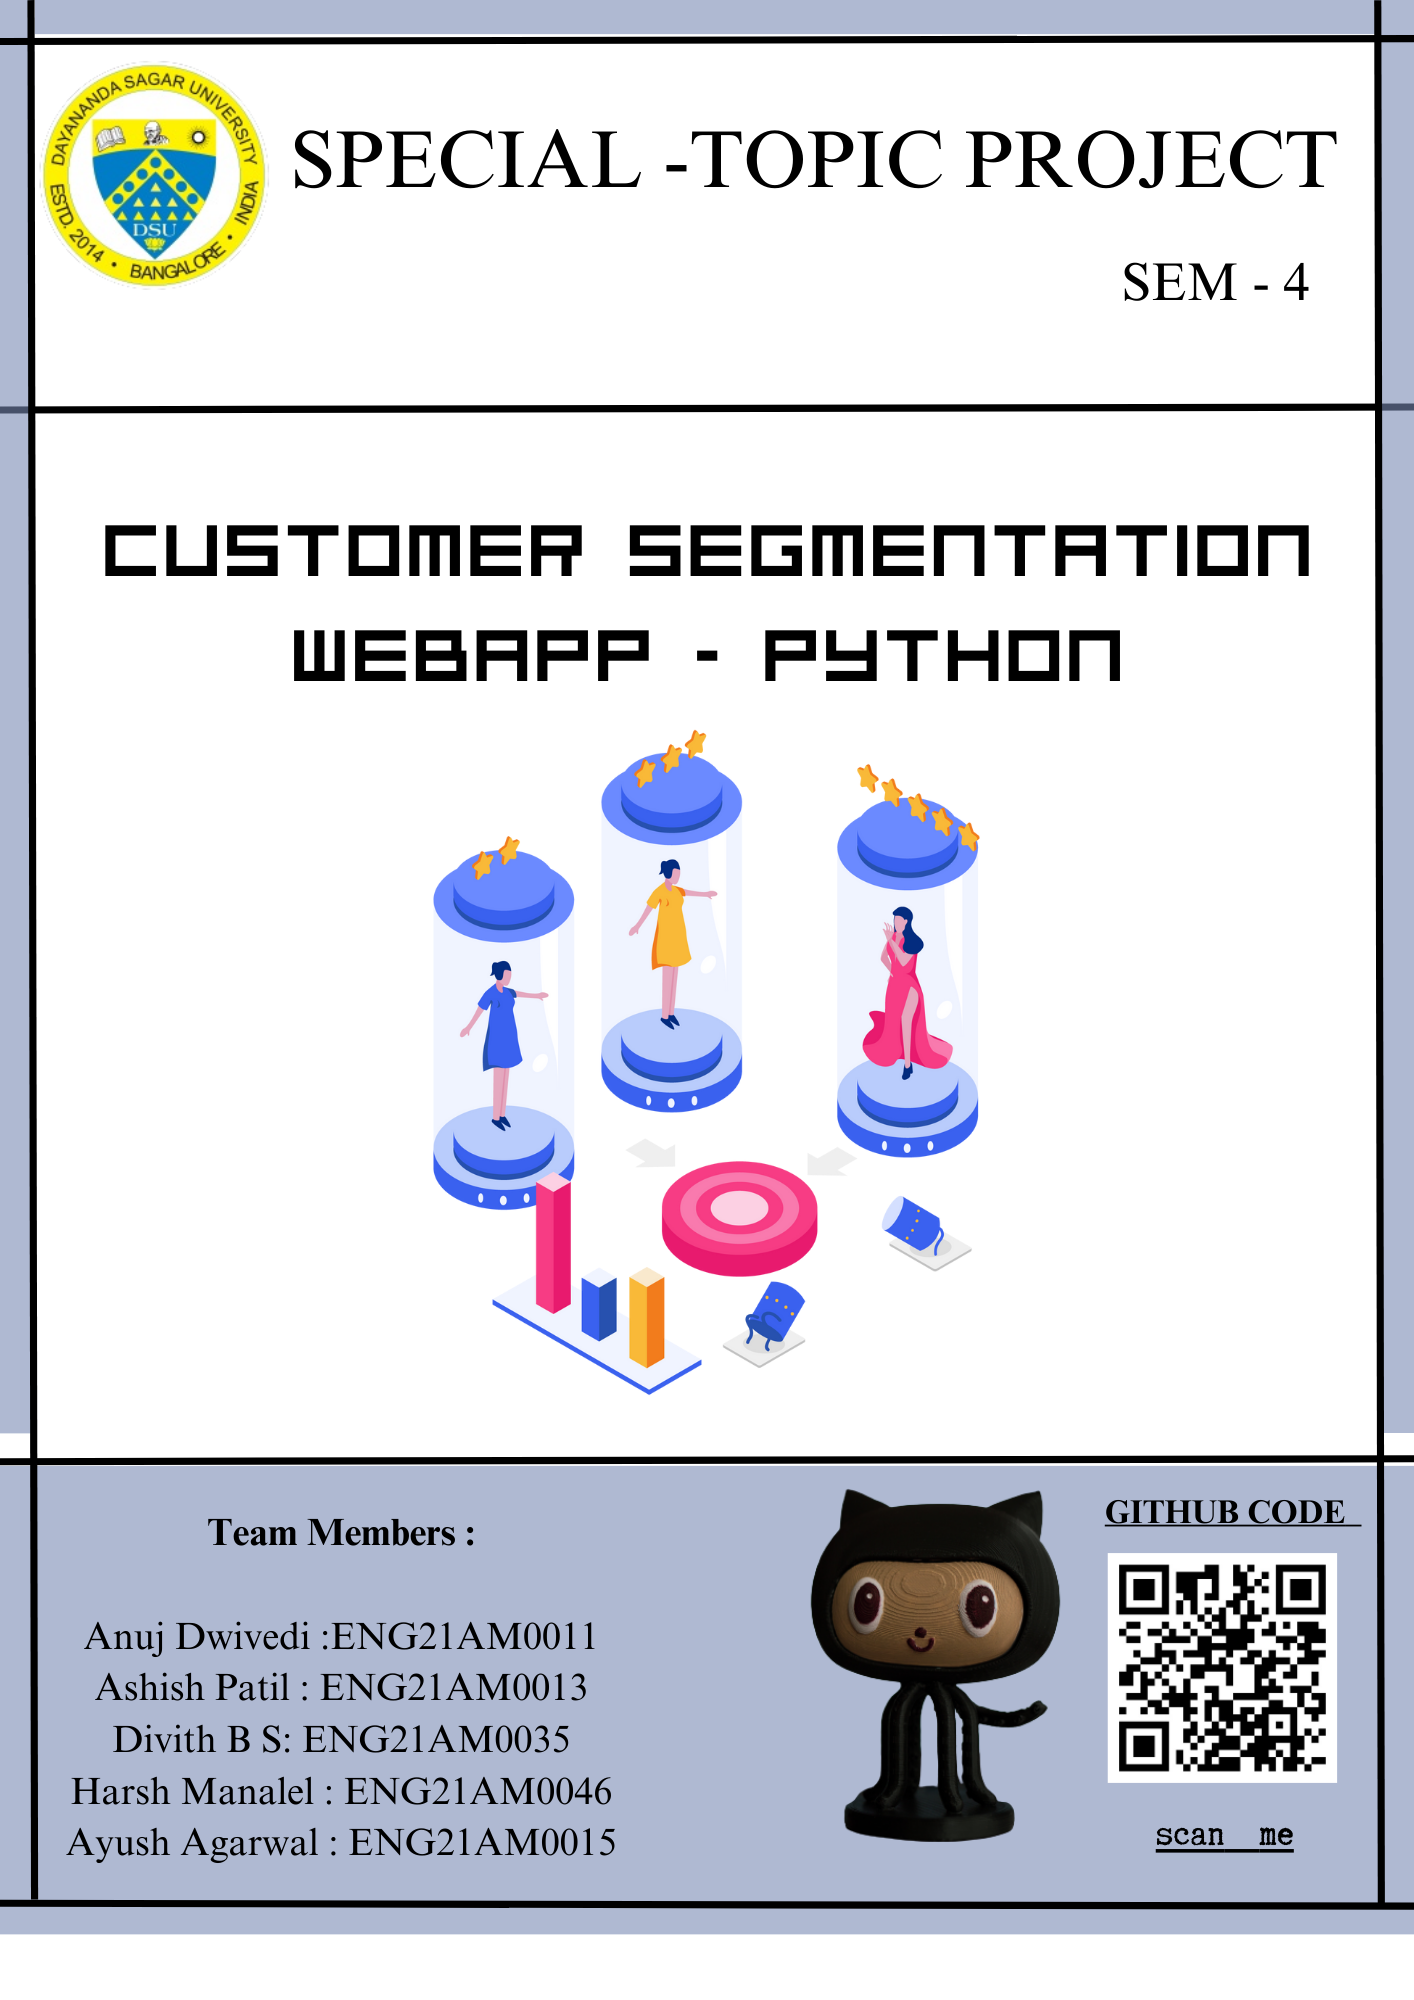 DAYANANDA SAGAR UNIVERSITY
ESTD. 2014 • BANGALORE • INDIA
DSU
SPECIAL -TOPIC PROJECT
SEM - 4
CUSTOMER SEGMENTATION
WEBAPP - PYTHON
Team Members :
Anuj Dwivedi :ENG21AM0011
Ashish Patil : ENG21AM0013
Divith B S: ENG21AM0035
Harsh Manalel : ENG21AM0046
Ayush Agarwal : ENG21AM0015
GITHUB CODE
scan me